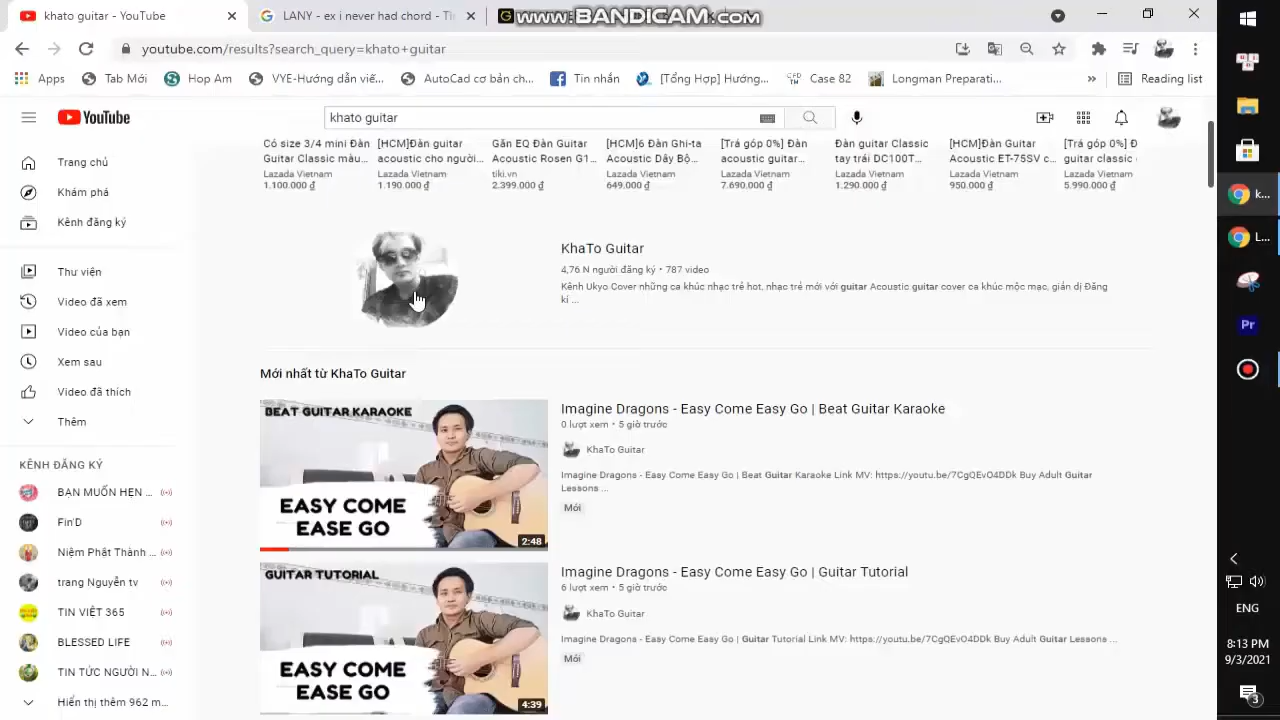 khato guitar - YouTube
LANY - ex i never had chord - Ti
www.BANDICAM.com
youtube.com/results?search_query=khato+guitar
Apps
Tab Mới
Hop Am
VYE-Hướng dẫn viê...
AutoCad cơ bản ch...
Tin nhắn
[Tổng Hợp] Hướng...
Case 82
Longman Preparati...
»
Reading list
YouTube
khato guitar
Có size 3/4 mini Đàn
Guitar Classic màu...
Lazada Vietnam
1.100.000 ₫
[HCM]Đàn guitar
acoustic cho người...
Lazada Vietnam
1.190.000 ₫
Gắn EQ Đàn Guitar
Acoustic Rosen G1...
tiki.vn
2.399.000 ₫
[HCM]6 Đàn Ghi-ta
Acoustic Dây Bộ...
Lazada Vietnam
649.000 ₫
[Trả góp 0%] Đàn
acoustic guitar...
Lazada Vietnam
7.690.000 ₫
Đàn guitar Classic
tay trái DC100T...
Lazada Vietnam
1.290.000 ₫
[HCM]Đàn Guitar
Acoustic ET-75SV c...
Lazada Vietnam
950.000 ₫
[Trả góp 0%] Đ
guitar classic
Lazada Vietnam
5.990.000 ₫
Trang chủ
Khám phá
Kênh đăng ký
Thư viện
Video đã xem
Video của bạn
Xem sau
Video đã thích
Thêm
KÊNH ĐĂNG KÝ
BẠN MUỐN HẸN ...
Fin'D
Niệm Phật Thành ...
trang Nguyễn tv
TIN VIỆT 365
BLESSED LIFE
TIN TỨC NGƯỜI N...
Hiển thị thêm 962 m...
KhaTo Guitar
4,76 N người đăng ký • 787 video
Kênh Ukyo Cover những ca khúc nhạc trẻ hot, nhạc trẻ mới với guitar Acoustic guitar cover ca khúc mộc mạc, giản dị Đăng
kí ...
Mới nhất từ KhaTo Guitar
BEAT GUITAR KARAOKE
EASY COME
EASE GO
2:48
Imagine Dragons - Easy Come Easy Go | Beat Guitar Karaoke
0 lượt xem • 5 giờ trước
KhaTo Guitar
Imagine Dragons - Easy Come Easy Go | Beat Guitar Karaoke Link MV: https://youtu.be/7CgQEvO4DDk Buy Adult Guitar
Lessons ...
Mới
GUITAR TUTORIAL
EASY COME
EASE GO
4:39
Imagine Dragons - Easy Come Easy Go | Guitar Tutorial
6 lượt xem • 5 giờ trước
KhaTo Guitar
Imagine Dragons - Easy Come Easy Go | Guitar Tutorial Link MV: https://youtu.be/7CgQEvO4DDk Buy Adult Guitar Lessons ...
Mới
k...
L...
Pr
ENG
8:13 PM
9/3/2021
3